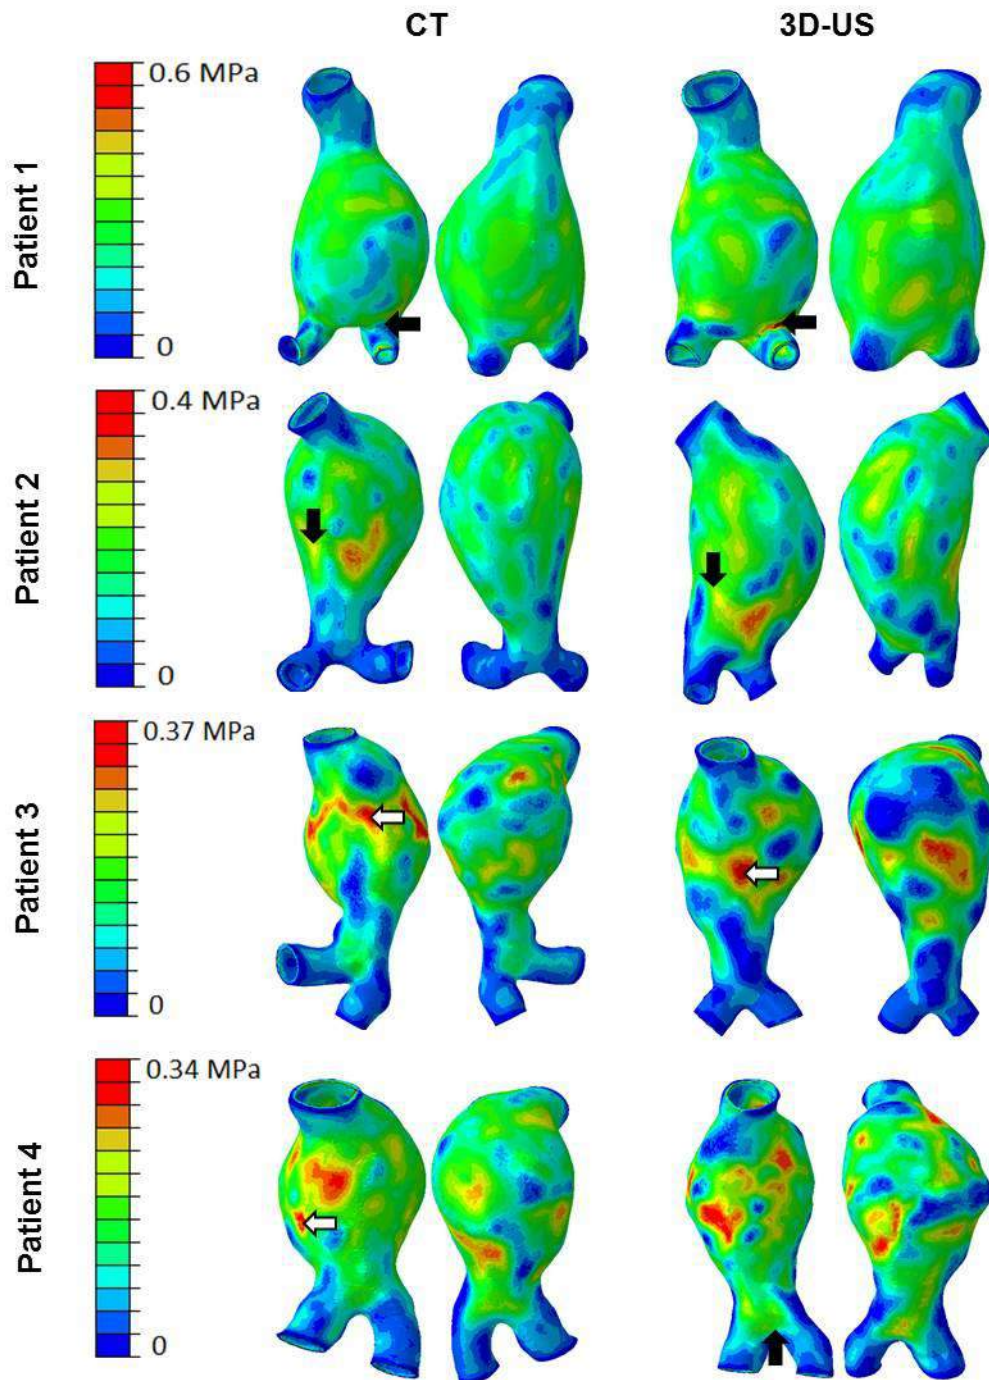 CT 3D-US
0.6 MPa
Patient 1
0
0.4 MPa
Patient 2
0
0.37 MPa
Patient 3
0
0.34 MPa
Patient 4
0